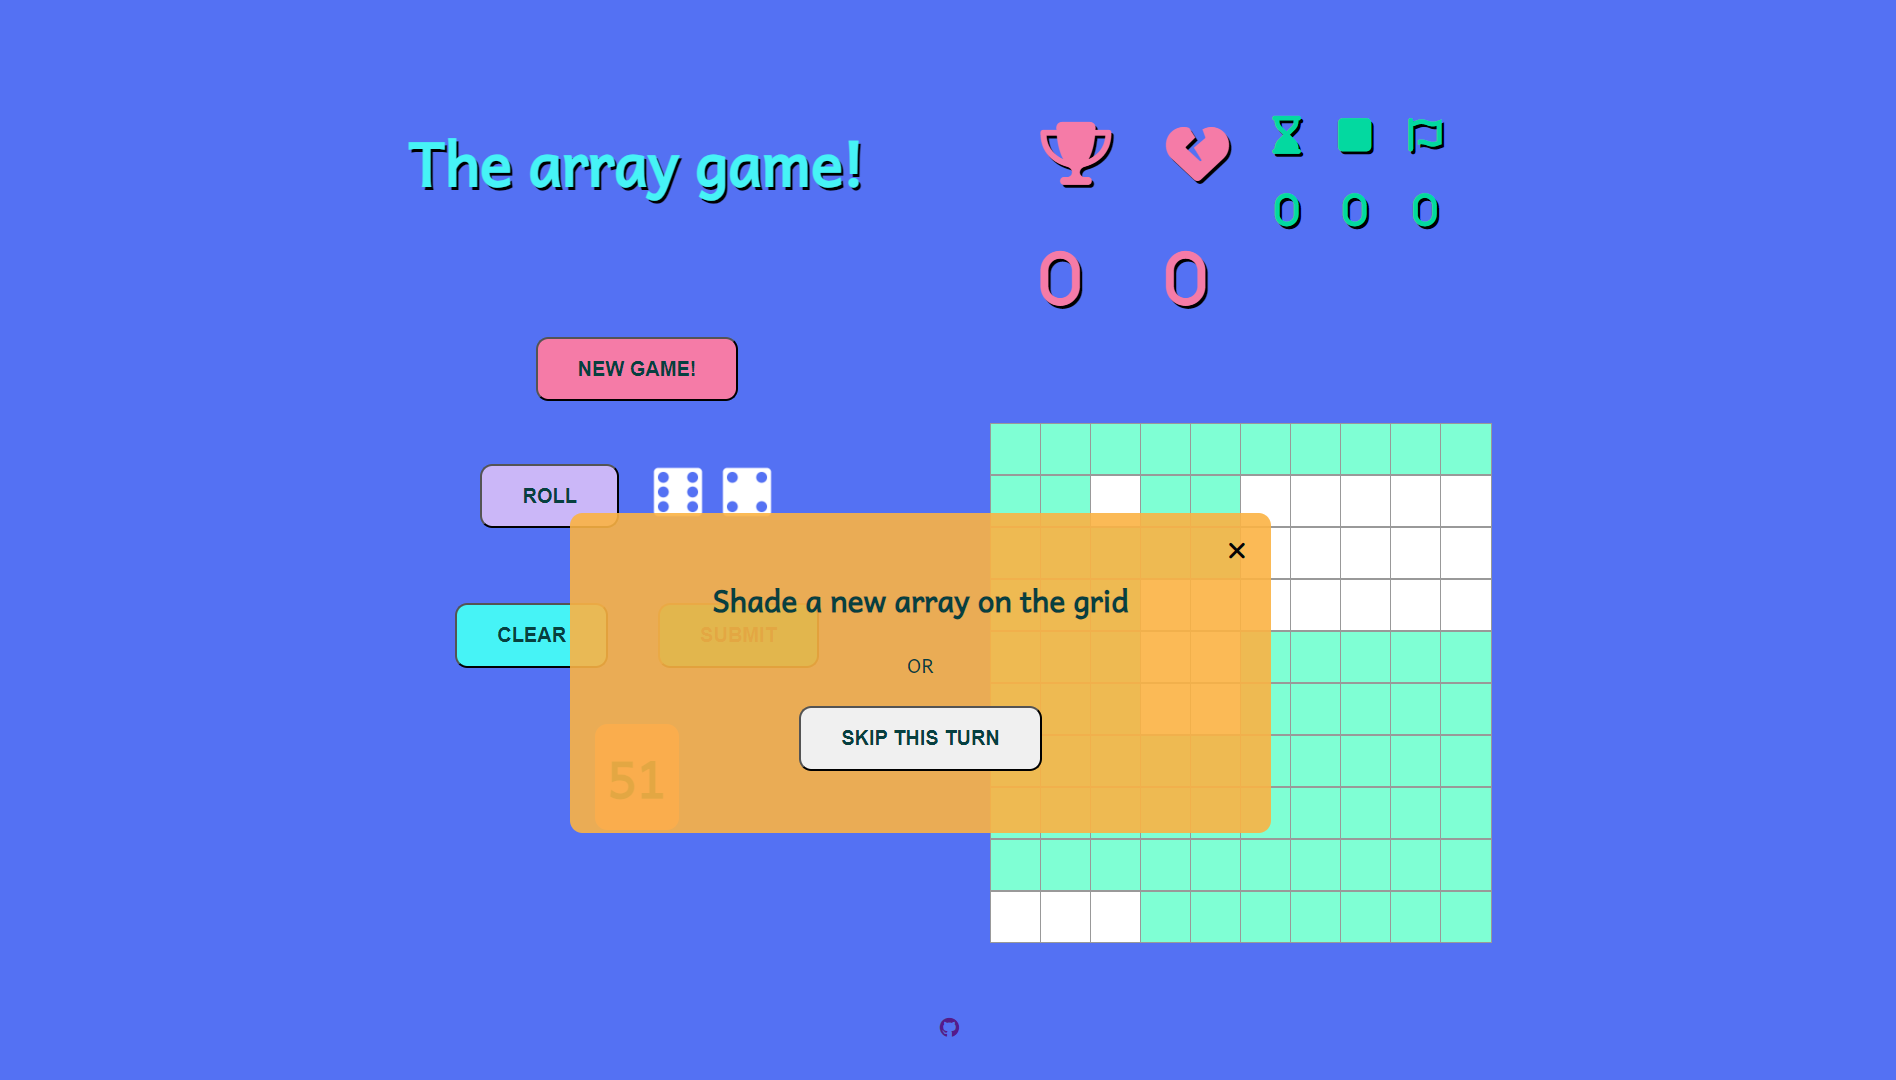 The array game!
0 0 0
0 0
NEW GAME!
ROLL
Shade a new array on the grid
CLEAR
SUBMIT
OR
SKIP THIS TURN
51